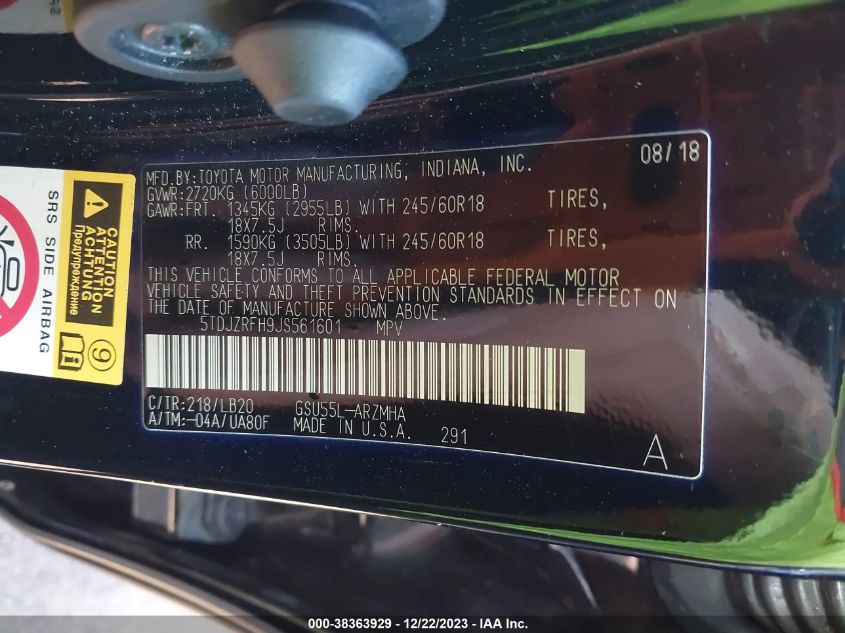 MFD.BY:TOYOTA MOTOR MANUFACTURING, INDIANA, INC. 08/18
GVWR:2720KG (6000LB)
GAWR:FRT. 1345KG (2955LB) WITH 245/60R18 TIRES,
18X7.5J RIMS.
RR. 1590KG (3505LB) WITH 245/60R18 TIRES,
18X7.5J RIMS.
THIS VEHICLE CONFORMS TO ALL APPLICABLE FEDERAL MOTOR
VEHICLE SAFETY AND THEFT PREVENTION STANDARDS IN EFFECT ON
THE DATE OF MANUFACTURE SHOWN ABOVE.
5TDJZRFH9JS561601 MPV
C/TR:218/LB20 GSU55L-ARZMHA
A/TM:-04A/UA80F MADE IN U.S.A. 291
A
SRS SIDE AIRBAG
CAUTION
ATTENTION
ACHTUNG
Предупреждение
9
000-38363929 - 12/22/2023 - IAA Inc.